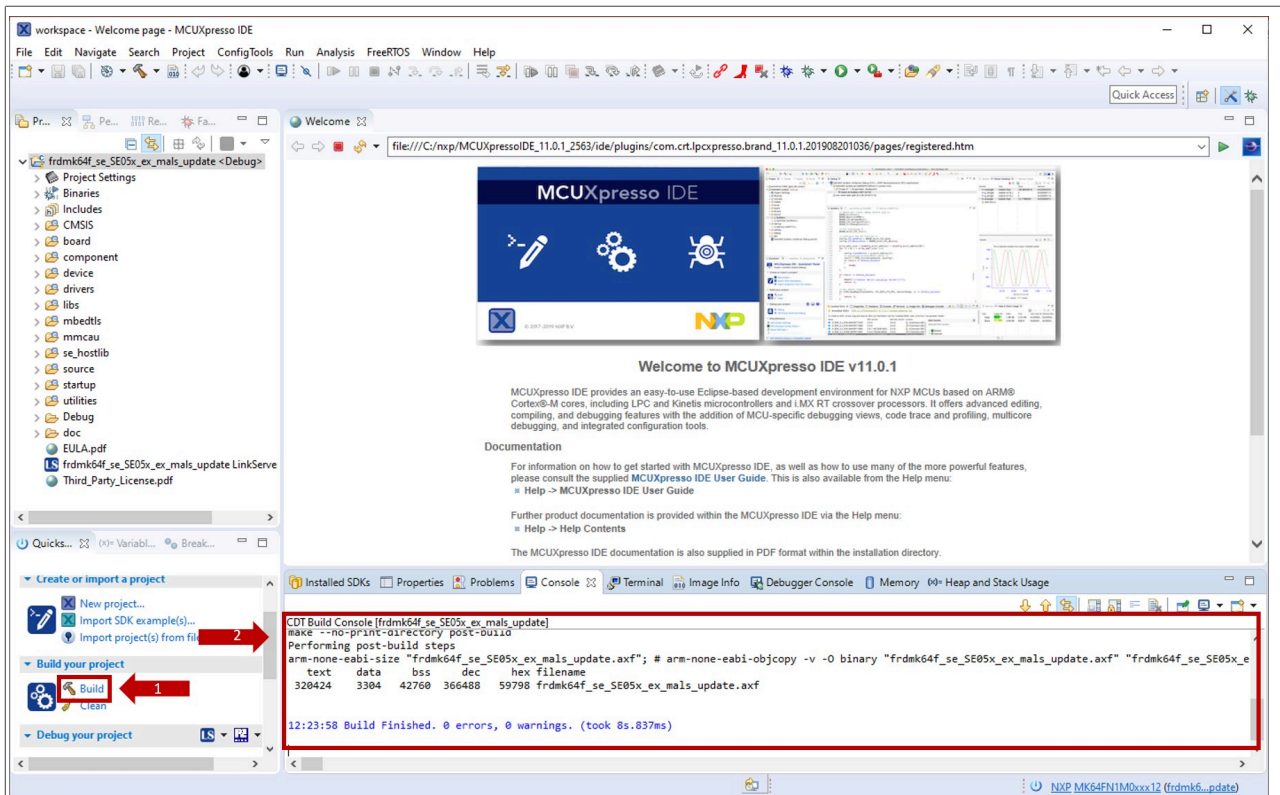 workspace - Welcome page - MCUXpresso IDE
File Edit Navigate Search Project ConfigTools Run Analysis FreeRTOS Window Help
Quick Access
Pr... Pe... Re... Fa...
frdmk64f_se_SE05x_ex_mals_update <Debug>
Project Settings
Binaries
Includes
CMSIS
board
component
device
drivers
libs
mbedtls
mmcau
se_hostlib
source
startup
utilities
Debug
doc
EULA.pdf
frdmk64f_se_SE05x_ex_mals_update LinkServe
Third_Party_License.pdf
Welcome
file:///C:/nxp/MCUXpressoIDE_11.0.1_2563/ide/plugins/com.crt.lpcxpresso.brand_11.0.1.201908201036/pages/registered.htm
MCUXpresso IDE
© 2017-2019 NXP B.V.
NXP
Welcome to MCUXpresso IDE v11.0.1
MCUXpresso IDE provides an easy-to-use Eclipse-based development environment for NXP MCUs based on ARM®
Cortex®-M cores, including LPC and Kinetis microcontrollers and i.MX RT crossover processors. It offers advanced editing,
compiling, and debugging features with the addition of MCU-specific debugging views, code trace and profiling, multicore
debugging, and integrated configuration tools.
Documentation
For information on how to get started with MCUXpresso IDE, as well as how to use many of the more powerful features,
please consult the supplied MCUXpresso IDE User Guide. This is also available from the Help menu:
Help -> MCUXpresso IDE User Guide
Further product documentation is provided within the MCUXpresso IDE via the Help menu:
Help -> Help Contents
The MCUXpresso IDE documentation is also supplied in PDF format within the installation directory.
Quicks... (x)= Variabl... Break...
Create or import a project
New project...
Import SDK example(s)...
Import project(s) from file
2
Build your project
Build
1
Clean
Debug your project
Installed SDKs Properties Problems Console Terminal Image Info Debugger Console Memory Heap and Stack Usage
CDT Build Console [frdmk64f_se_SE05x_ex_mals_update]
make --no-print-directory post-build
Performing post-build steps
arm-none-eabi-size "frdmk64f_se_SE05x_ex_mals_update.axf"; # arm-none-eabi-objcopy -v -O binary "frdmk64f_se_SE05x_ex_mals_update.axf" "frdmk64f_se_SE05x_e
text data bss dec hex filename
320424 3304 42760 366488 59798 frdmk64f_se_SE05x_ex_mals_update.axf
12:23:58 Build Finished. 0 errors, 0 warnings. (took 8s.837ms)
NXP MK64FN1M0xxx12 (frdmk6...pdate)